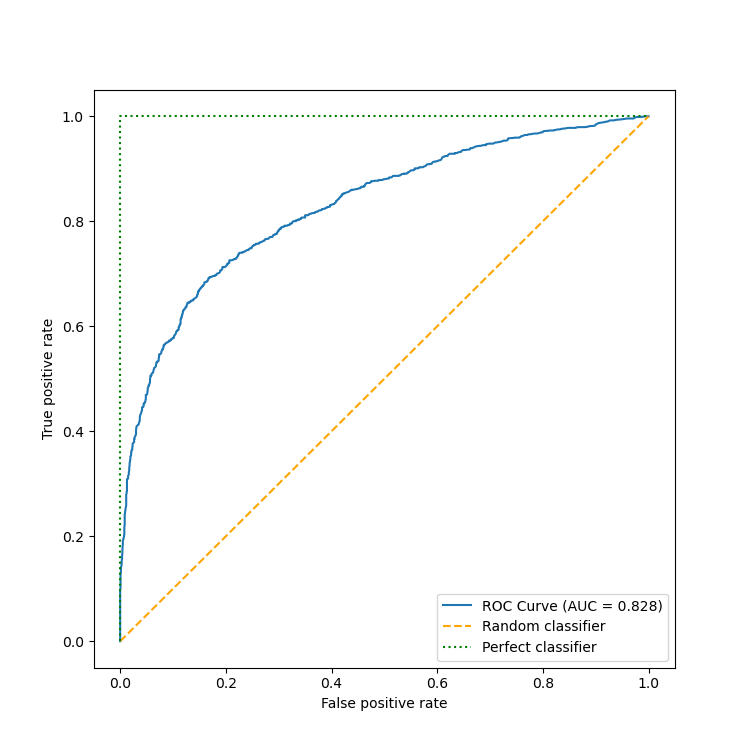 1.0
0.8
0.6
0.4
0.2
0.0
True positive rate
0.0 0.2 0.4 0.6 0.8 1.0
False positive rate
ROC Curve (AUC = 0.828)
Random classifier
Perfect classifier